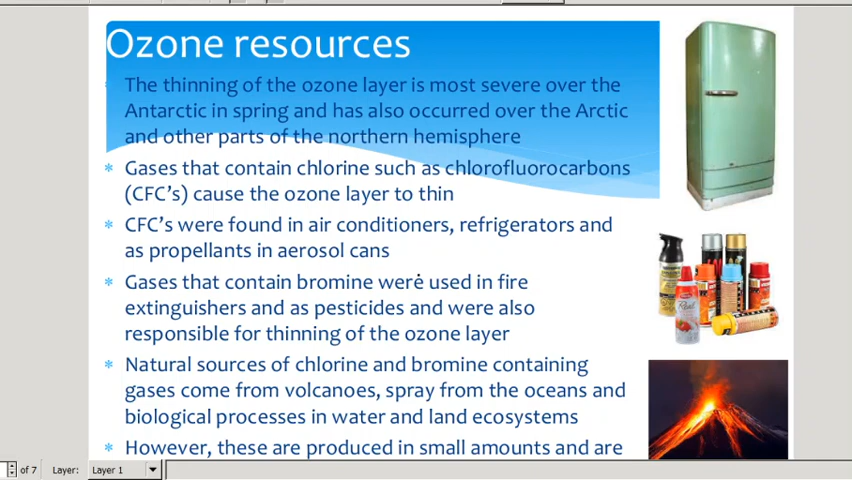 Ozone resources
The thinning of the ozone layer is most severe over the
Antarctic in spring and has also occurred over the Arctic
and other parts of the northern hemisphere
* Gases that contain chlorine such as chlorofluorocarbons
(CFC's) cause the ozone layer to thin
* CFC's were found in air conditioners, refrigerators and
as propellants in aerosol cans
* Gases that contain bromine were used in fire
extinguishers and as pesticides and were also
responsible for thinning of the ozone layer
* Natural sources of chlorine and bromine containing
gases come from volcanoes, spray from the oceans and
biological processes in water and land ecosystems
* However, these are produced in small amounts and are
of 7 Layer: Layer 1